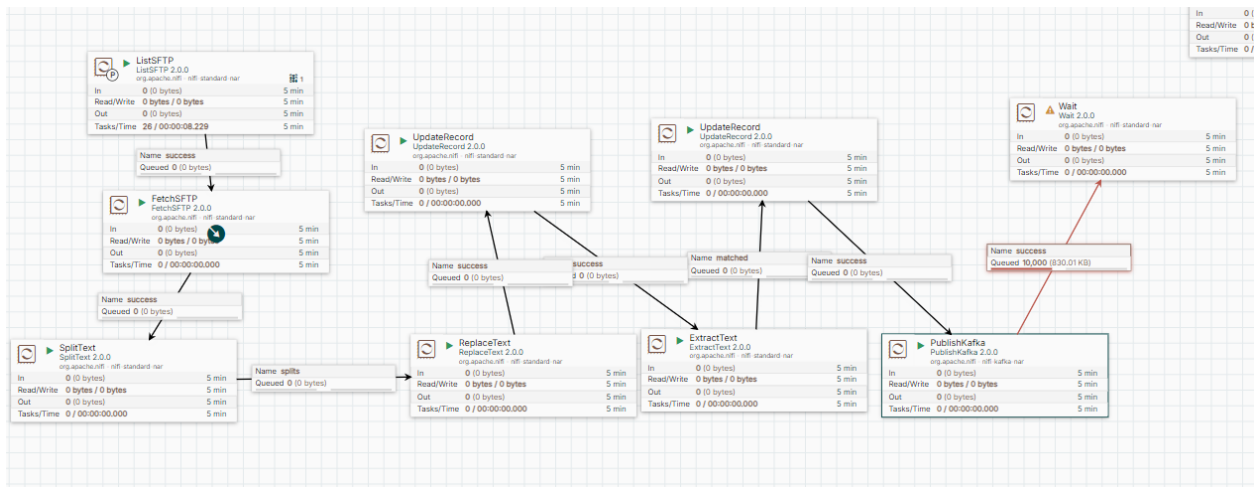 In 0 (
Read/Write 0 b
Out 0 (
Tasks/Time 0 /
ListSFTP
ListSFTP 2.0.0
org.apache.nifi - nifi-standard-nar
1
In 0 (0 bytes) 5 min
Read/Write 0 bytes / 0 bytes 5 min
Out 0 (0 bytes) 5 min
Tasks/Time 26 / 00:00:08.229 5 min
Name success
Queued 0 (0 bytes)
FetchSFTP
FetchSFTP 2.0.0
org.apache.nifi - nifi-standard-nar
In 0 (0 bytes) 5 min
Read/Write 0 bytes / 0 bytes 5 min
Out 0 (0 bytes) 5 min
Tasks/Time 0 / 00:00:00.000 5 min
Name success
Queued 0 (0 bytes)
SplitText
SplitText 2.0.0
org.apache.nifi - nifi-standard-nar
In 0 (0 bytes) 5 min
Read/Write 0 bytes / 0 bytes 5 min
Out 0 (0 bytes) 5 min
Tasks/Time 0 / 00:00:00.000 5 min
Name splits
Queued 0 (0 bytes)
ReplaceText
ReplaceText 2.0.0
org.apache.nifi - nifi-standard-nar
In 0 (0 bytes) 5 min
Read/Write 0 bytes / 0 bytes 5 min
Out 0 (0 bytes) 5 min
Tasks/Time 0 / 00:00:00.000 5 min
Name success
Queued 0 (0 bytes)
UpdateRecord
UpdateRecord 2.0.0
org.apache.nifi - nifi-standard-nar
In 0 (0 bytes) 5 min
Read/Write 0 bytes / 0 bytes 5 min
Out 0 (0 bytes) 5 min
Tasks/Time 0 / 00:00:00.000 5 min
success
0 (0 bytes)
ExtractText
ExtractText 2.0.0
org.apache.nifi - nifi-standard-nar
In 0 (0 bytes) 5 min
Read/Write 0 bytes / 0 bytes 5 min
Out 0 (0 bytes) 5 min
Tasks/Time 0 / 00:00:00.000 5 min
Name matched
Queued 0 (0 bytes)
UpdateRecord
UpdateRecord 2.0.0
org.apache.nifi - nifi-standard-nar
In 0 (0 bytes) 5 min
Read/Write 0 bytes / 0 bytes 5 min
Out 0 (0 bytes) 5 min
Tasks/Time 0 / 00:00:00.000 5 min
Name success
Queued 0 (0 bytes)
PublishKafka
PublishKafka 2.0.0
org.apache.nifi - nifi-kafka-nar
In 0 (0 bytes) 5 min
Read/Write 0 bytes / 0 bytes 5 min
Out 0 (0 bytes) 5 min
Tasks/Time 0 / 00:00:00.000 5 min
Name success
Queued 10,000 (830.01 KB)
Wait
Wait 2.0.0
org.apache.nifi - nifi-standard-nar
In 0 (0 bytes) 5 min
Read/Write 0 bytes / 0 bytes 5 min
Out 0 (0 bytes) 5 min
Tasks/Time 0 / 00:00:00.000 5 min